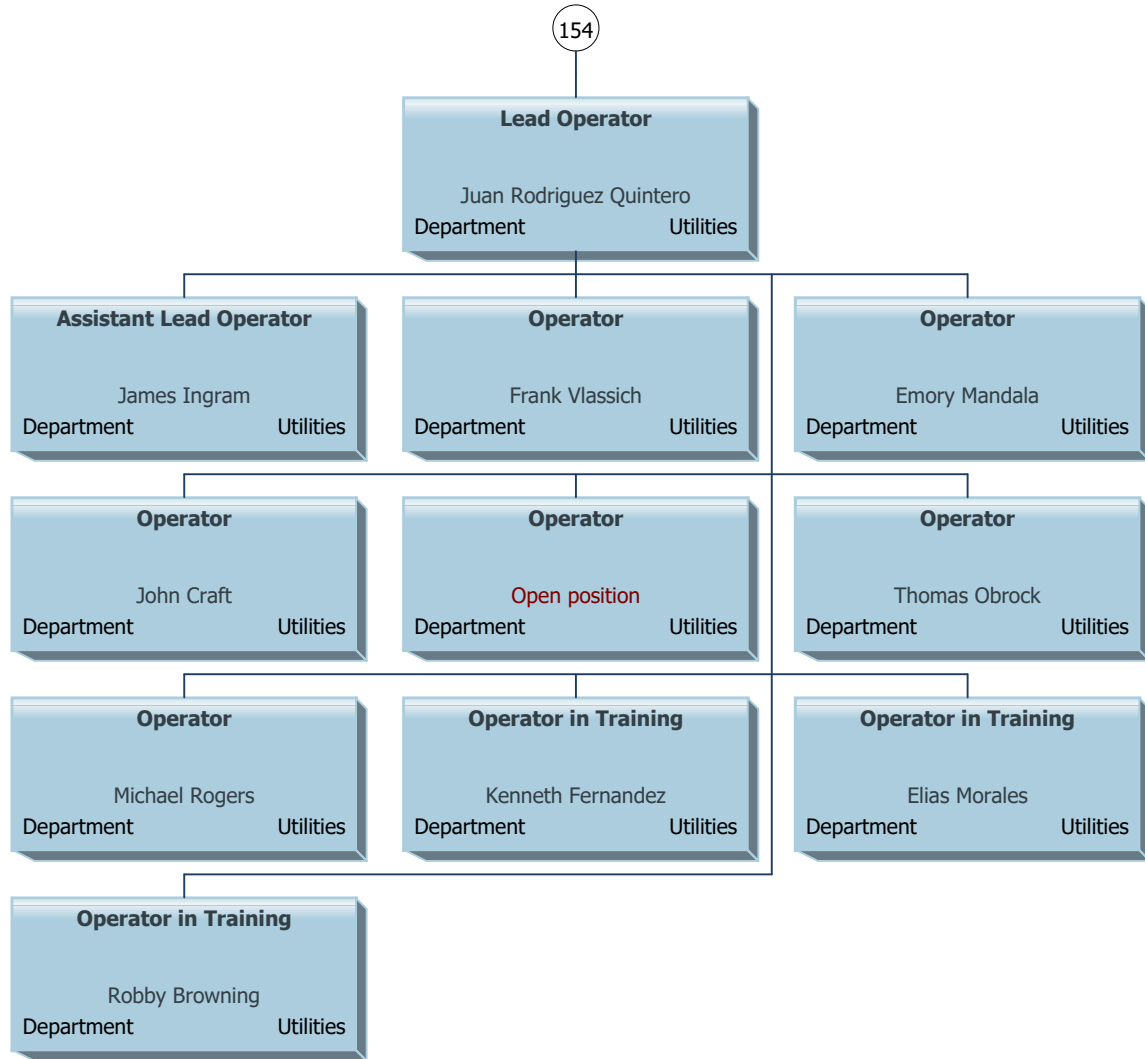 154
Lead Operator
Juan Rodriguez Quintero
Department Utilities
Assistant Lead Operator
James Ingram
Department Utilities
Operator
Frank Vlassich
Department Utilities
Operator
Emory Mandala
Department Utilities
Operator
John Craft
Department Utilities
Operator
Open position
Department Utilities
Operator
Thomas Obrock
Department Utilities
Operator
Michael Rogers
Department Utilities
Operator in Training
Kenneth Fernandez
Department Utilities
Operator in Training
Elias Morales
Department Utilities
Operator in Training
Robby Browning
Department Utilities